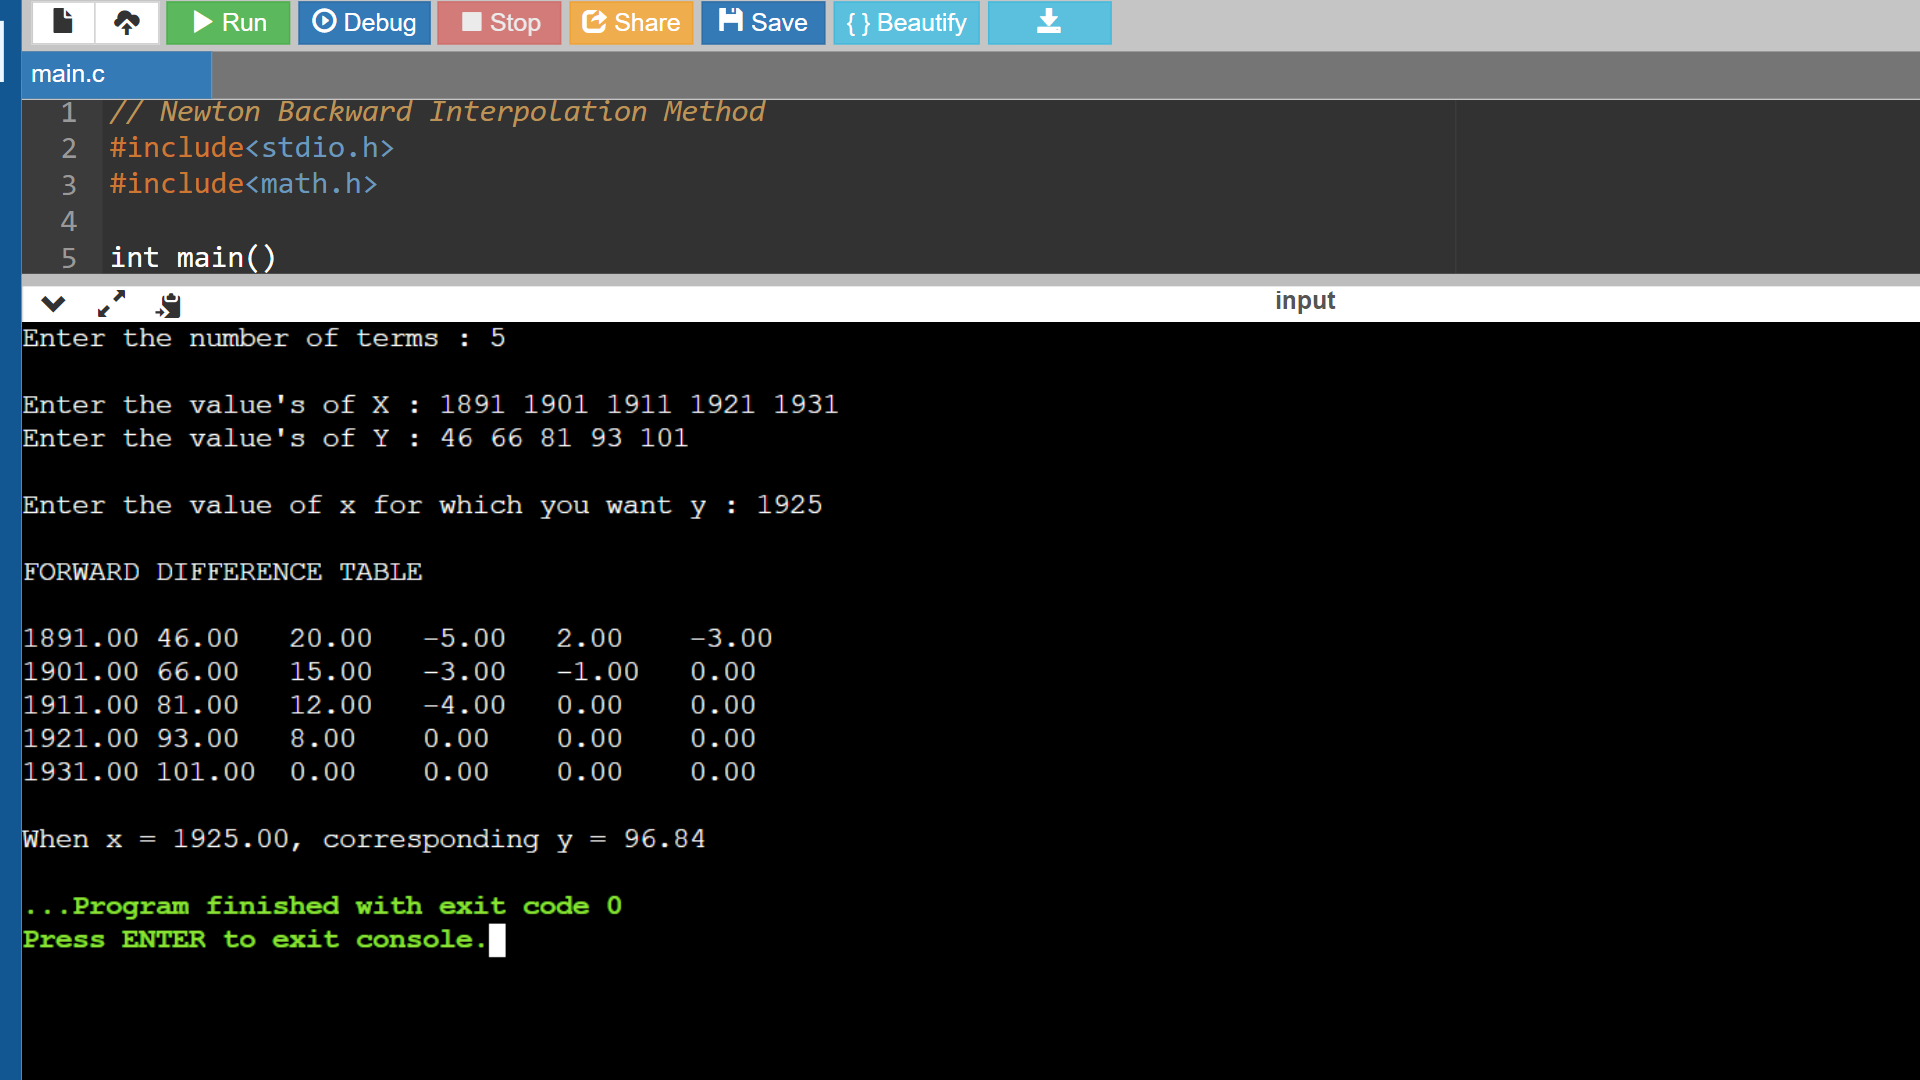 Run Debug Stop Share Save { } Beautify
main.c
1 // Newton Backward Interpolation Method
2 #include<stdio.h>
3 #include<math.h>
4
5 int main()
input
Enter the number of terms : 5
Enter the value's of X : 1891 1901 1911 1921 1931
Enter the value's of Y : 46 66 81 93 101
Enter the value of x for which you want y : 1925
FORWARD DIFFERENCE TABLE
1891.00 46.00 20.00 -5.00 2.00 -3.00
1901.00 66.00 15.00 -3.00 -1.00 0.00
1911.00 81.00 12.00 -4.00 0.00 0.00
1921.00 93.00 8.00 0.00 0.00 0.00
1931.00 101.00 0.00 0.00 0.00 0.00
When x = 1925.00, corresponding y = 96.84
...Program finished with exit code 0
Press ENTER to exit console.